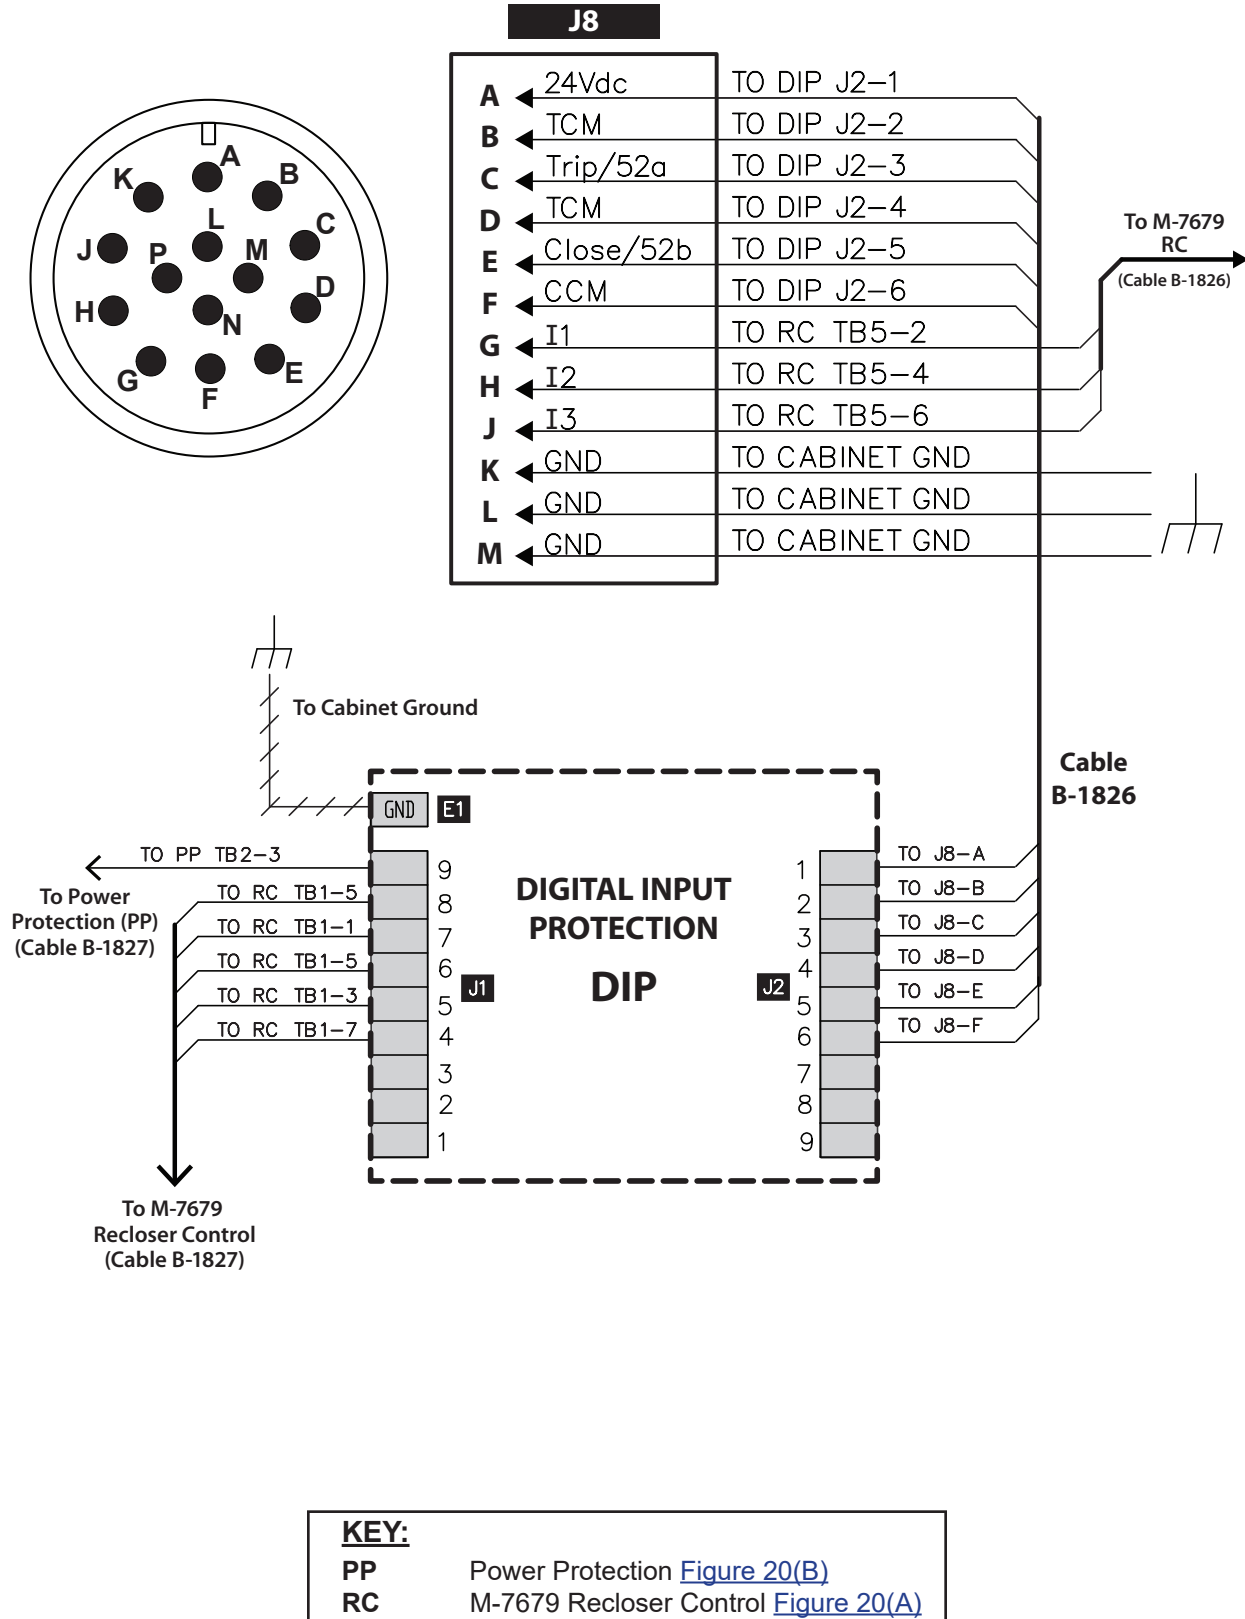 J8
A 24Vdc TO DIP J2-1
B TCM TO DIP J2-2
C Trip/52a TO DIP J2-3
D TCM TO DIP J2-4
E Close/52b TO DIP J2-5
F CCM TO DIP J2-6
G I1 TO RC TB5-2
H I2 TO RC TB5-4
J I3 TO RC TB5-6
K GND TO CABINET GND
L GND TO CABINET GND
M GND TO CABINET GND
A
K
B
L
C
J
P
M
D
H
N
G
E
F
To M-7679
RC
(Cable B-1826)
To Cabinet Ground
Cable
B-1826
GND E1
TO PP TB2-3 9
TO RC TB1-5 8
TO RC TB1-1 7
TO RC TB1-5 6
TO RC TB1-3 5
TO RC TB1-7 4
3
2
1
J1
To Power
Protection (PP)
(Cable B-1827)
DIGITAL INPUT
PROTECTION
DIP
J2
1 TO J8-A
2 TO J8-B
3 TO J8-C
4 TO J8-D
5 TO J8-E
6 TO J8-F
7
8
9
To M-7679
Recloser Control
(Cable B-1827)
KEY:
PP Power Protection Figure 20(B)
RC M-7679 Recloser Control Figure 20(A)